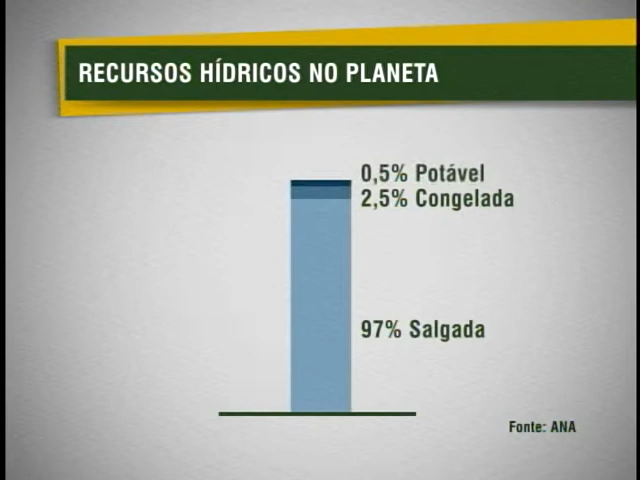 RECURSOS HÍDRICOS NO PLANETA
0,5% Potável
2,5% Congelada
97% Salgada
Fonte: ANA